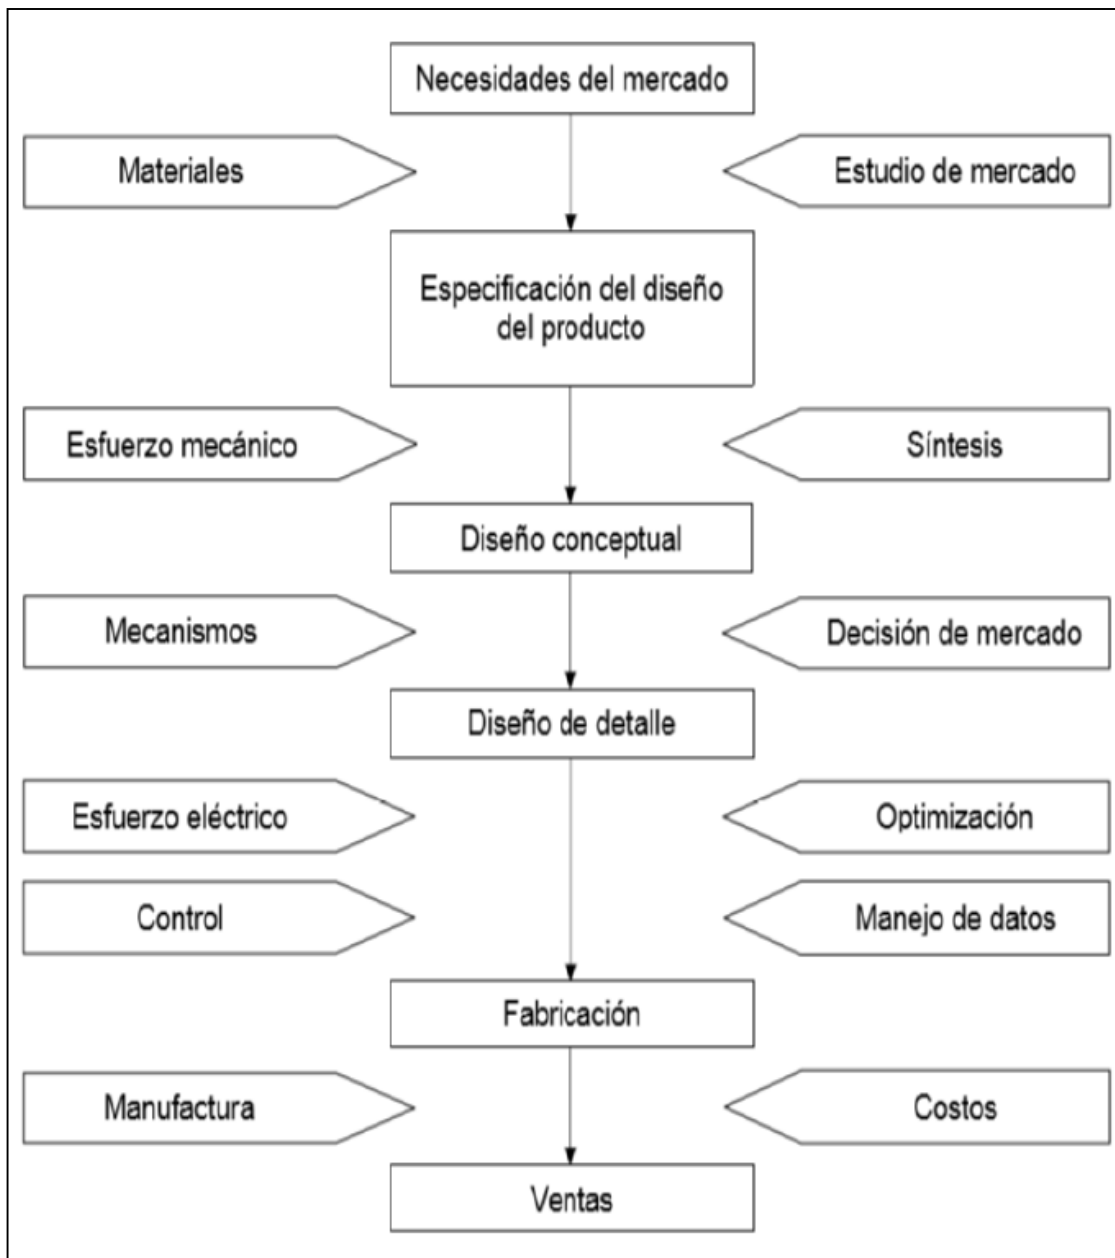 Necesidades del mercado
Materiales
Estudio de mercado
Especificación del diseño
del producto
Esfuerzo mecánico
Síntesis
Diseño conceptual
Mecanismos
Decisión de mercado
Diseño de detalle
Esfuerzo eléctrico
Optimización
Control
Manejo de datos
Fabricación
Manufactura
Costos
Ventas